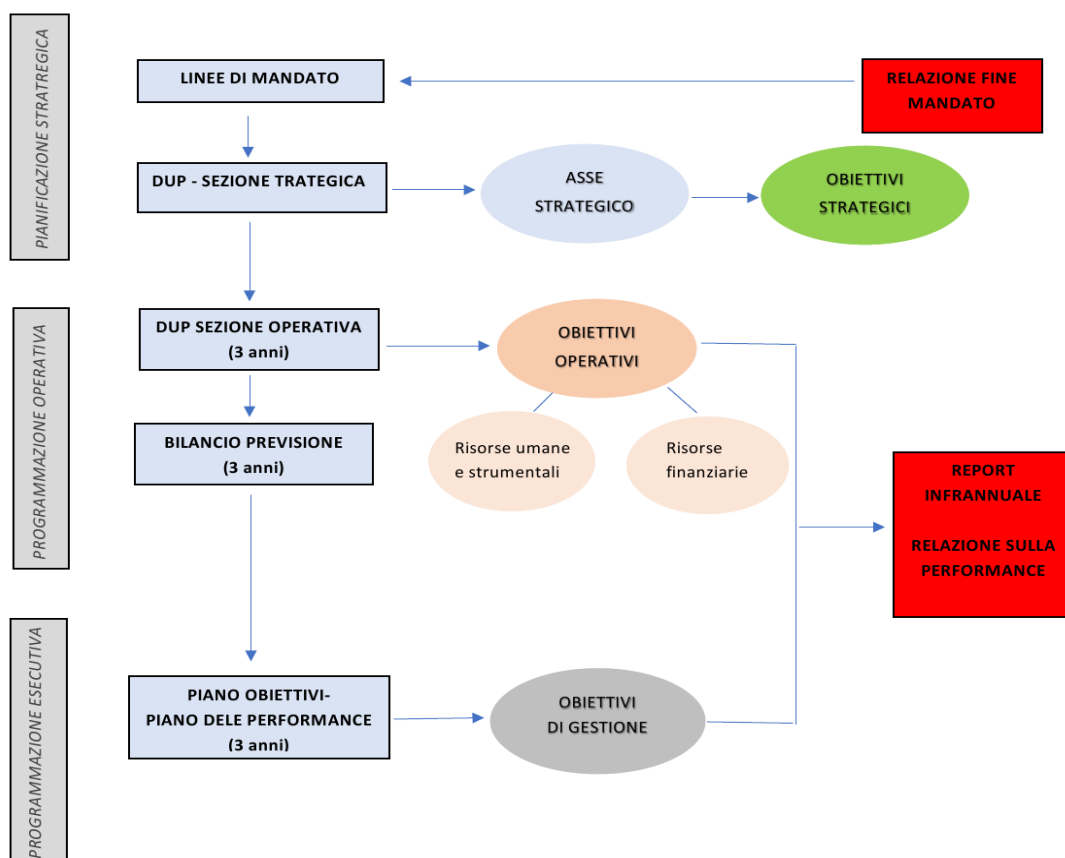 PIANIFICAZIONE STRATREGICA
LINEE DI MANDATO
RELAZIONE FINE
MANDATO
DUP - SEZIONE TRATEGICA
ASSE
STRATEGICO
OBIETTIVI
STRATEGICI
PROGRAMMAZIONE OPERATIVA
DUP SEZIONE OPERATIVA
(3 anni)
OBIETTIVI
OPERATIVI
BILANCIO PREVISIONE
(3 anni)
Risorse umane
e strumentali
Risorse
finanziarie
REPORT
INFRANNUALE
RELAZIONE SULLA
PERFORMANCE
PROGRAMMAZIONE ESECUTIVA
PIANO OBIETTIVI-
PIANO DELE PERFORMANCE
(3 anni)
OBIETTIVI
DI GESTIONE